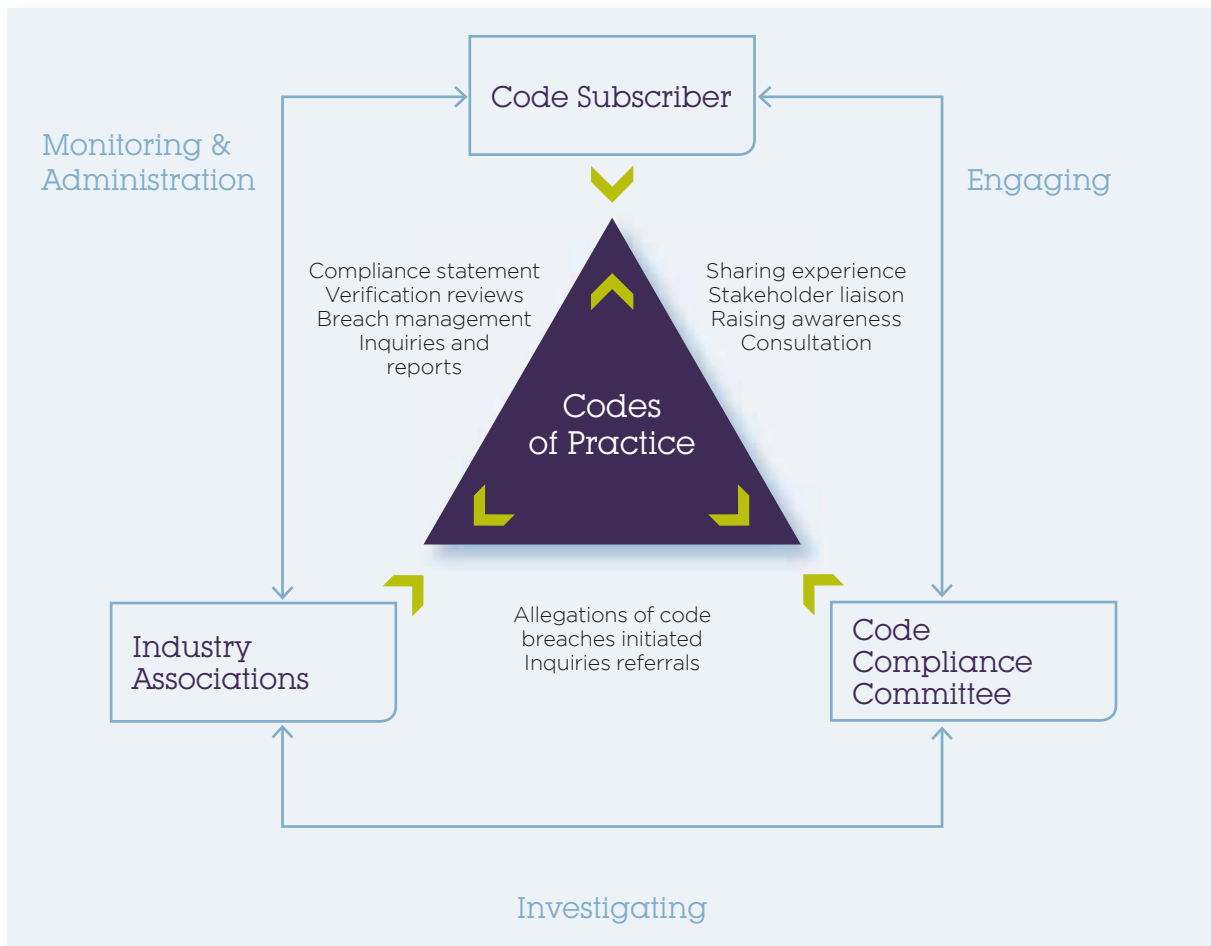 Code Subscriber
Monitoring &
Administration
Engaging
Compliance statement
Verification reviews
Breach management
Inquiries and
reports
Sharing experience
Stakeholder liaison
Raising awareness
Consultation
Codes
of Practice
Allegations of code
breaches initiated
Inquiries referrals
Industry
Associations
Code
Compliance
Committee
Investigating